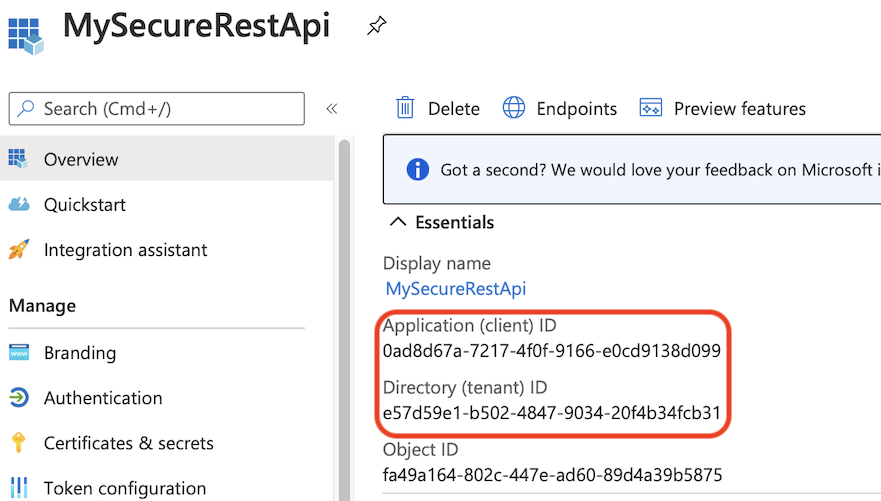 MySecureRestApi
Search (Cmd+/)
Overview
Quickstart
Integration assistant
Manage
www
Branding
Authentication
Certificates & secrets
Token configuration
Delete
Endpoints
Preview features
Got a second? We would love your feedback on Microsoft i
Essentials
Display name
MySecureRestApi
Application (client) ID
0ad8d67a-7217-4f0f-9166-e0cd9138d099
Directory (tenant) ID
e57d59e1-b502-4847-9034-20f4b34fcb31
Object ID
fa49a164-802c-447e-ad60-89d4a39b5875